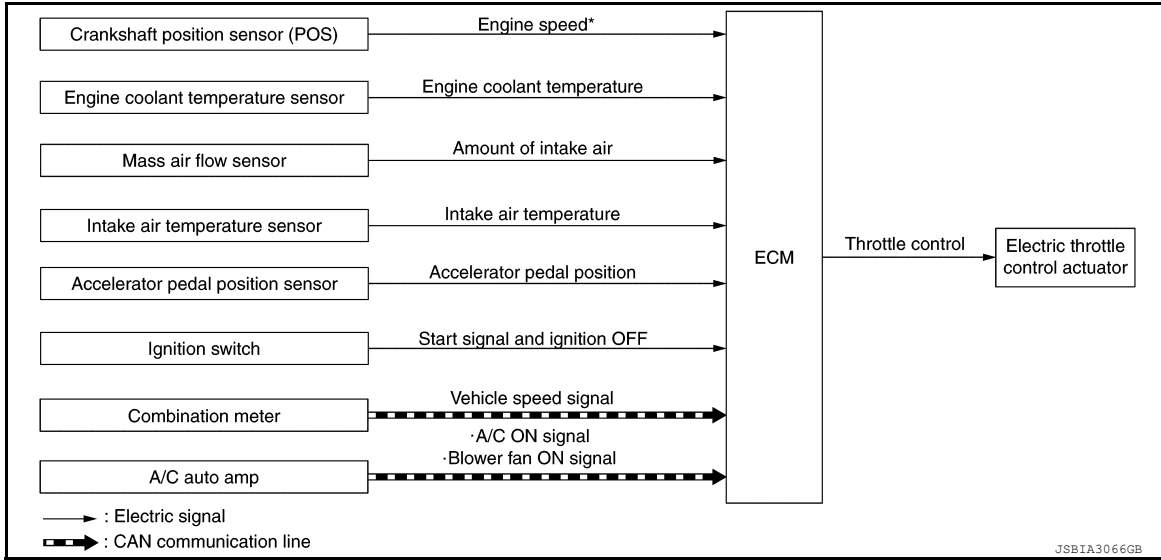 Crankshaft position sensor (POS)
Engine speed*
Engine coolant temperature sensor
Engine coolant temperature
Mass air flow sensor
Amount of intake air
Intake air temperature sensor
Intake air temperature
Accelerator pedal position sensor
Accelerator pedal position
Ignition switch
Start signal and ignition OFF
Combination meter
Vehicle speed signal
A/C auto amp
·A/C ON signal
·Blower fan ON signal
ECM
Throttle control
Electric throttle
control actuator
: Electric signal
: CAN communication line
JSBIA3066GB